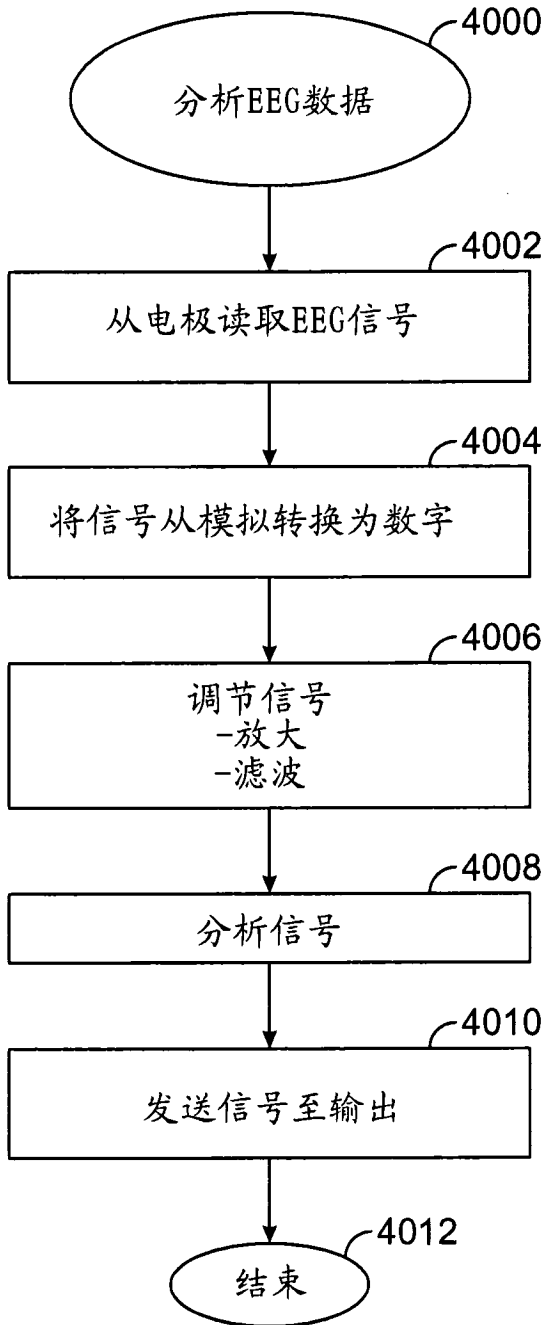 4000
分析EEG数据
4002
从电极读取EEG信号
4004
将信号从模拟转换为数字
4006
调节信号
-放大
-滤波
4008
分析信号
4010
发送信号至输出
4012
结束